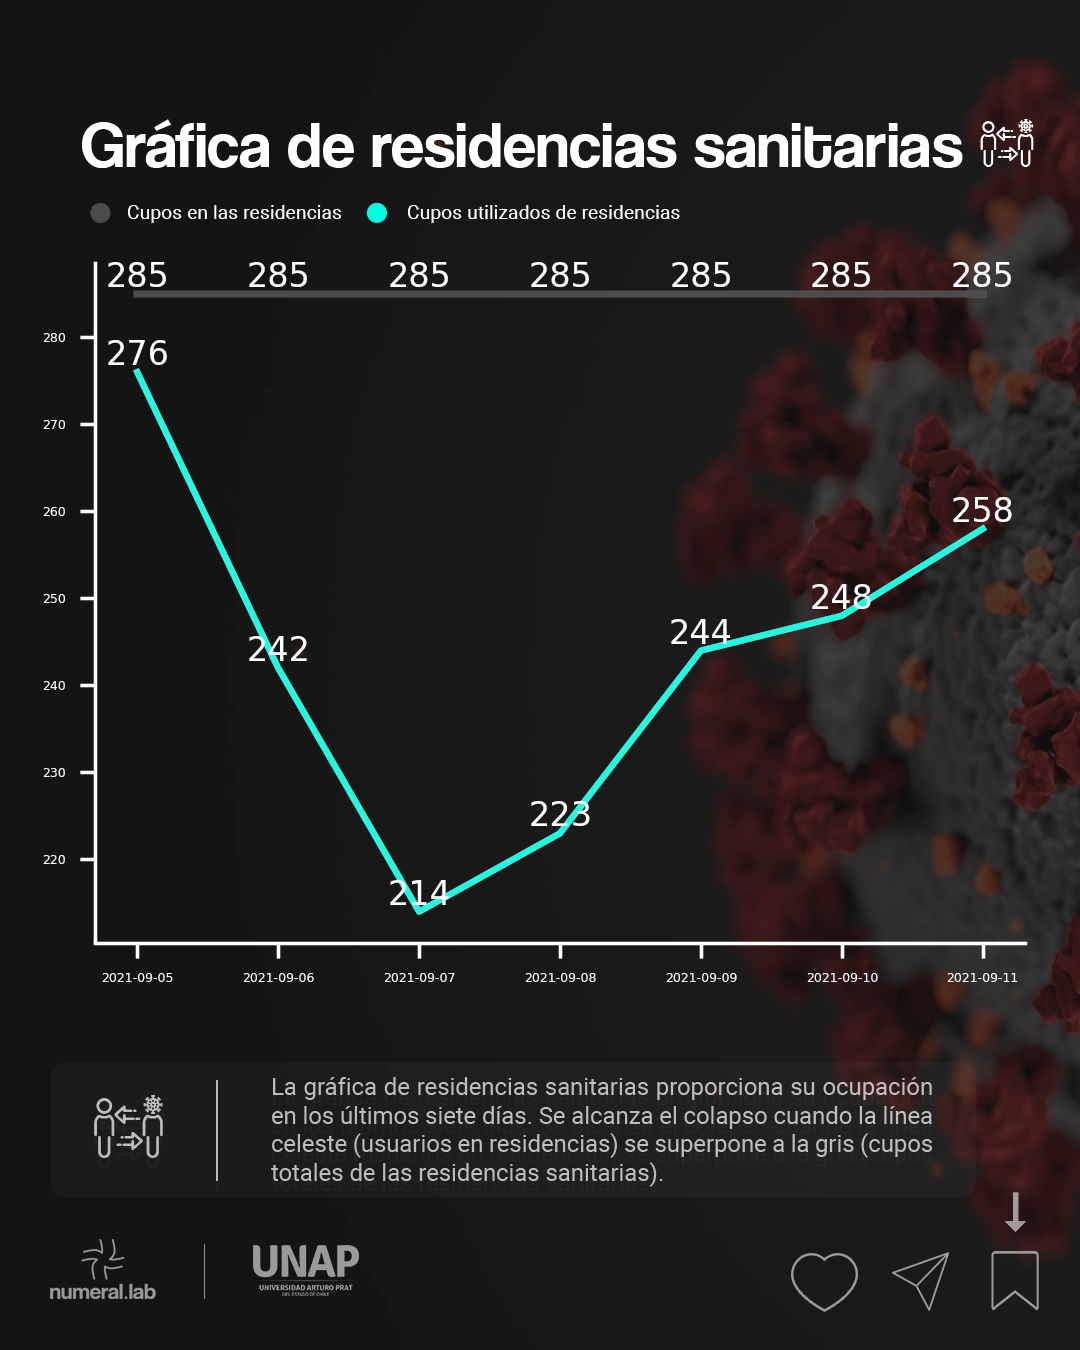 Gráfica de residencias sanitarias
Cupos en las residencias
Cupos utilizados de residencias
285 285 285 285 285 285 285
280
276
270
260
258
250
248
244
242
240
230
223
220
214
2021-09-05 2021-09-06 2021-09-07 2021-09-08 2021-09-09 2021-09-10 2021-09-11
La gráfica de residencias sanitarias proporciona su ocupación
en los últimos siete días. Se alcanza el colapso cuando la línea
celeste (usuarios en residencias) se superpone a la gris (cupos
totales de las residencias sanitarias).
numeral.lab
UNAP
UNIVERSIDAD ARTURO PRAT
DEL ESTADO DE CHILE